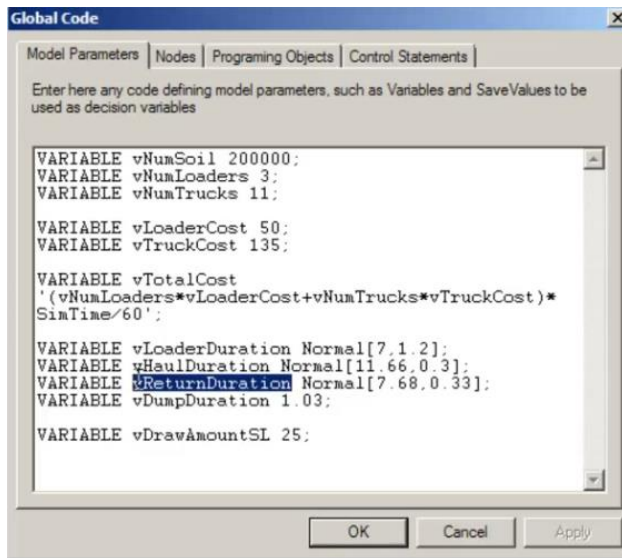 Global Code
Model Parameters
Nodes
Programing Objects
Control Statements
Enter here any code defining model parameters, such as Variables and SaveValues to be
used as decision variables
VARIABLE vNumSoil 200000;
VARIABLE vNumLoaders 3;
VARIABLE vNumTrucks 11;
VARIABLE vLoaderCost 50;
VARIABLE vTruckCost 135;
VARIABLE vTotalCost
'(vNumLoaders*vLoaderCost+vNumTrucks*vTruckCost)*
SimTime/60';
VARIABLE vLoaderDuration Normal[7,1.2];
VARIABLE vHaulDuration Normal[11.66,0.3];
VARIABLE vReturnDuration Normal[7.68,0.33];
VARIABLE vDumpDuration 1.03;
VARIABLE vDrawAmountSL 25;
OK
Cancel
Apply